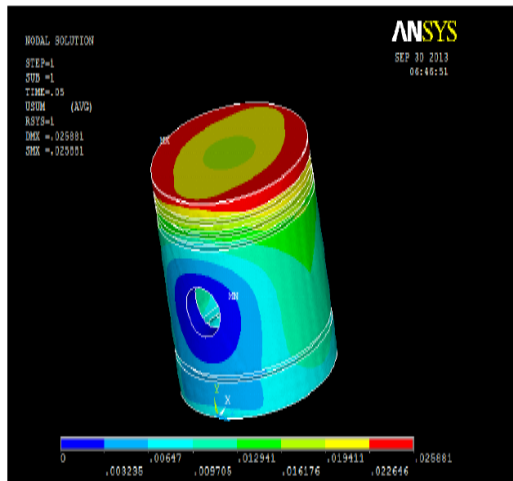 NODAL SOLUTION
STEP=1
SUB =1
TIME=.05
USUM (AVG)
RSYS=1
DMX =.025881
SMX =.025881
ANSYS
SEP 30 2013
06:46:51
MX
MN
Y
X
0 .00647 .012941 .019411 .025881
.003235 .009705 .016176 .022646